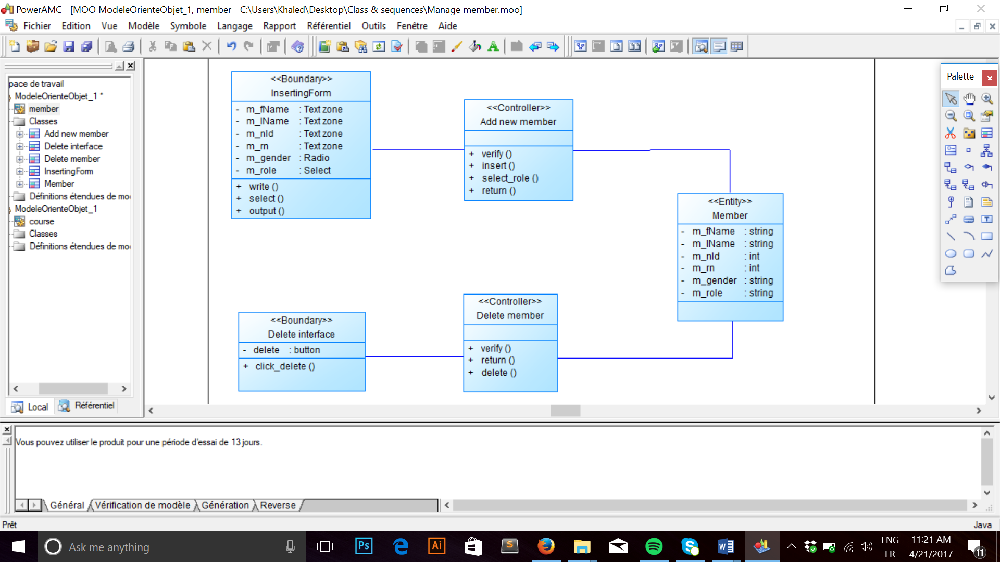 PowerAMC - [MOO ModeleOrienteObjet_1, member - C:\Users\Khaled\Desktop\Class & sequences\Manage member.moo]
Fichier Edition Vue Modèle Symbole Langage Rapport Référentiel Outils Fenêtre Aide
pace de travail
ModeleOrienteObjet_1 *
member
Classes
Add new member
Delete interface
Delete member
InsertingForm
Member
Définitions étendues de mo
ModeleOrienteObjet_1
course
Classes
Définitions étendues de mo
Local Référentiel
<<Boundary>>
InsertingForm
- m_fName : Text zone
- m_lName : Text zone
- m_nId : Text zone
- m_rn : Text zone
- m_gender : Radio
- m_role : Select
+ write ()
+ select ()
+ output ()
<<Controller>>
Add new member
+ verify ()
+ insert ()
+ select_role ()
+ return ()
<<Entity>>
Member
- m_fName : string
- m_lName : string
- m_nId : int
- m_rn : int
- m_gender : string
- m_role : string
<<Boundary>>
Delete interface
- delete : button
+ click_delete ()
<<Controller>>
Delete member
+ verify ()
+ return ()
+ delete ()
Palette
Vous pouvez utiliser le produit pour une période d'essai de 13 jours.
Général Vérification de modèle Génération Reverse
Prêt
Java
Ask me anything
Ps
Ai
S
ENG
FR
11:21 AM
4/21/2017
11